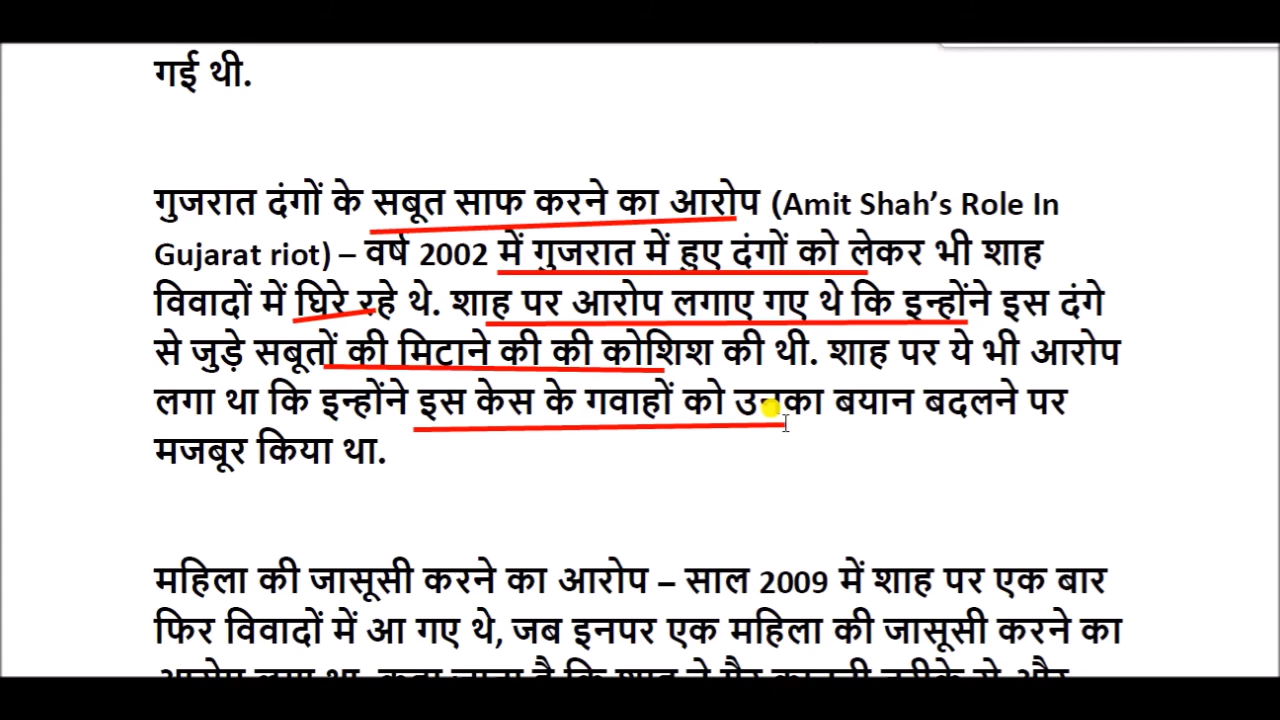 गई थी.
गुजरात दंगों के सबूत साफ करने का आरोप (Amit Shah’s Role In
Gujarat riot) – वर्ष 2002 में गुजरात में हुए दंगों को लेकर भी शाह
विवादों में घिरे रहे थे. शाह पर आरोप लगाए गए थे कि इन्होंने इस दंगे
से जुड़े सबूतों की मिटाने की की कोशिश की थी. शाह पर ये भी आरोप
लगा था कि इन्होंने इस केस के गवाहों को उनका बयान बदलने पर
मजबूर किया था.
महिला की जासूसी करने का आरोप – साल 2009 में शाह पर एक बार
फिर विवादों में आ गए थे, जब इनपर एक महिला की जासूसी करने का